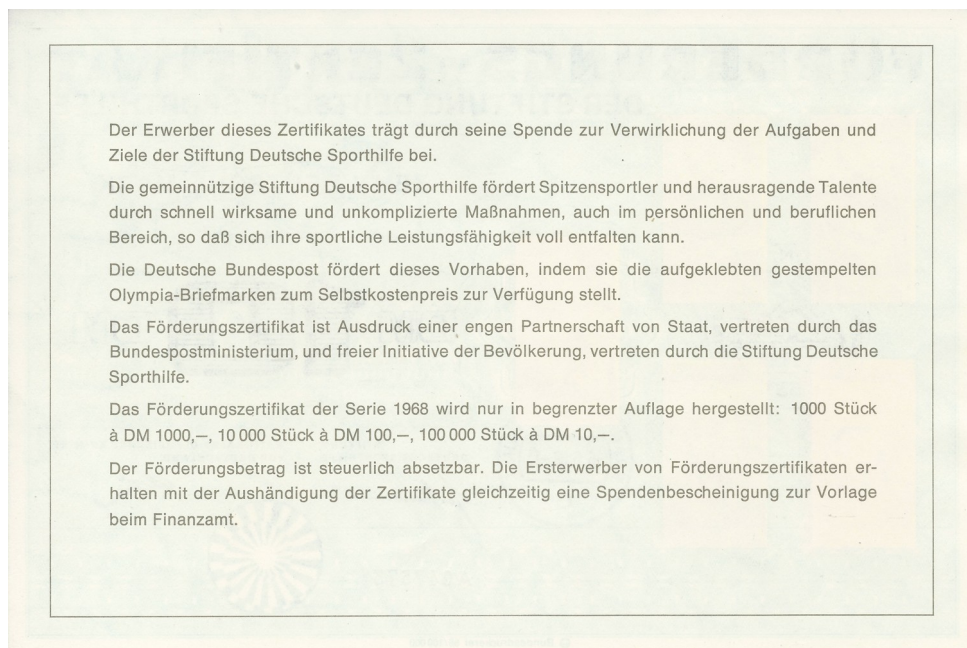 Der Erwerber dieses Zertifikates trägt durch seine Spende zur Verwirklichung der Aufgaben und
Ziele der Stiftung Deutsche Sporthilfe bei.
Die gemeinnützige Stiftung Deutsche Sporthilfe fördert Spitzensportler und herausragende Talente
durch schnell wirksame und unkomplizierte Maßnahmen, auch im persönlichen und beruflichen
Bereich, so daß sich ihre sportliche Leistungsfähigkeit voll entfalten kann.
Die Deutsche Bundespost fördert dieses Vorhaben, indem sie die aufgeklebten gestempelten
Olympia-Briefmarken zum Selbstkostenpreis zur Verfügung stellt.
Das Förderungszertifikat ist Ausdruck einer engen Partnerschaft von Staat, vertreten durch das
Bundespostministerium, und freier Initiative der Bevölkerung, vertreten durch die Stiftung Deutsche
Sporthilfe.
Das Förderungszertifikat der Serie 1968 wird nur in begrenzter Auflage hergestellt: 1000 Stück
à DM 1000,—, 10 000 Stück à DM 100,—, 100 000 Stück à DM 10,—.
Der Förderungsbetrag ist steuerlich absetzbar. Die Ersterwerber von Förderungszertifikaten er-
halten mit der Aushändigung der Zertifikate gleichzeitig eine Spendenbescheinigung zur Vorlage
beim Finanzamt.